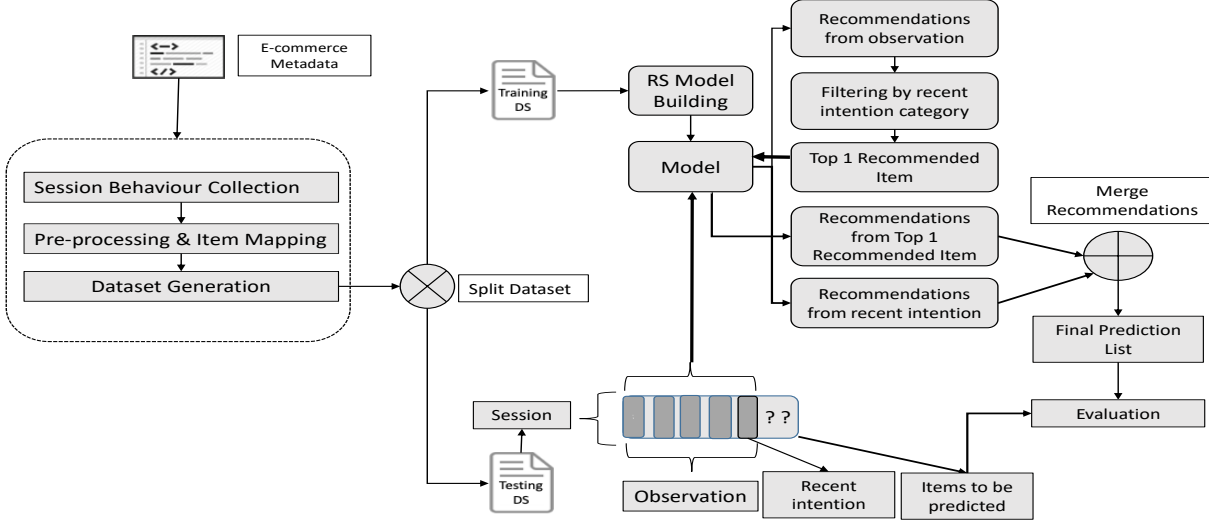 <-->
</>
E-commerce
Metadata
Session Behaviour Collection
Pre-processing & Item Mapping
Dataset Generation
Split Dataset
Training
DS
RS Model
Building
Model
Recommendations
from observation
Filtering by recent
intention category
Top 1 Recommended
Item
Recommendations
from Top 1
Recommended Item
Recommendations
from recent intention
Merge
Recommendations
Final Prediction
List
Evaluation
Session
? ?
Testing
DS
Observation
Recent
intention
Items to be
predicted